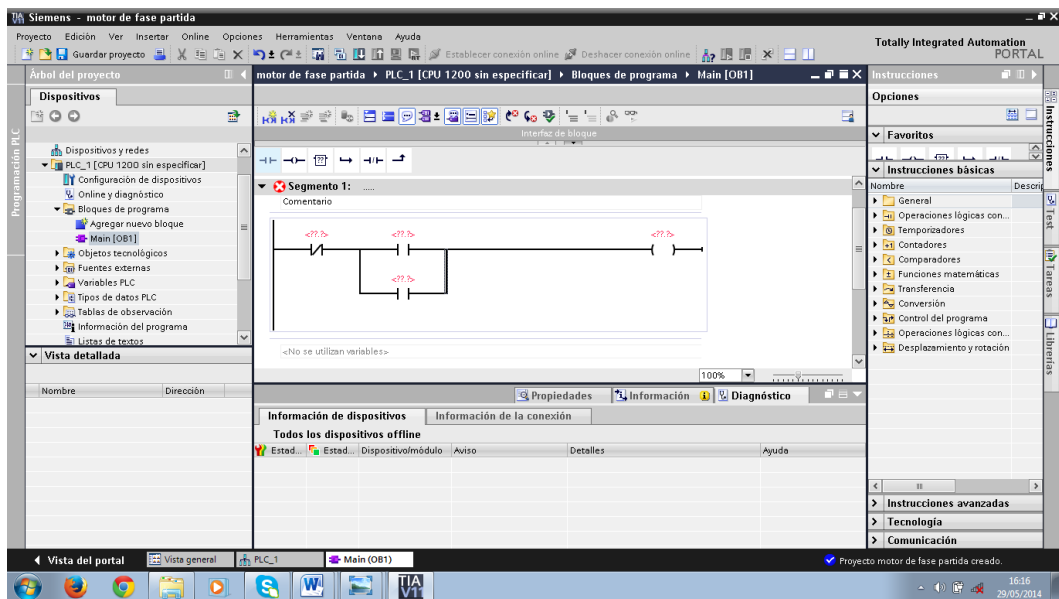 Siemens - motor de fase partida
Proyecto Edición Ver Insertar Online Opciones Herramientas Ventana Ayuda
Guardar proyecto Establecer conexión online Deshacer conexión online
Totally Integrated Automation
PORTAL
Árbol del proyecto
Dispositivos
Programación PLC
Dispositivos y redes
PLC_1 [CPU 1200 sin especificar]
Configuración de dispositivos
Online y diagnóstico
Bloques de programa
Agregar nuevo bloque
Main [OB1]
Objetos tecnológicos
Fuentes externas
Variables PLC
Tipos de datos PLC
Tablas de observación
Información del programa
Listas de textos
Vista detallada
Nombre Dirección
motor de fase partida PLC_1 [CPU 1200 sin especificar] Bloques de programa Main [OB1]
Interfaz de bloque
Segmento 1: .....
Comentario
<??.?> <??.?> <??.?>
<??.?>
<No se utilizan variables>
100%
Propiedades Información Diagnóstico
Información de dispositivos Información de la conexión
Todos los dispositivos offline
Estad... Estad... Dispositivo/módulo Aviso Detalles Ayuda
Instrucciones
Opciones
Favoritos
Instrucciones básicas
Nombre Descrip
General
Operaciones lógicas con...
Temporizadores
Contadores
Comparadores
Funciones matemáticas
Transferencia
Conversión
Control del programa
Operaciones lógicas con...
Desplazamiento y rotación
Instrucciones avanzadas
Tecnología
Comunicación
Instrucciones
Test
Tareas
Librerías
Vista del portal Vista general PLC_1 Main (OB1)
Proyecto motor de fase partida creado.
TIA
V11
16:16
29/05/2014